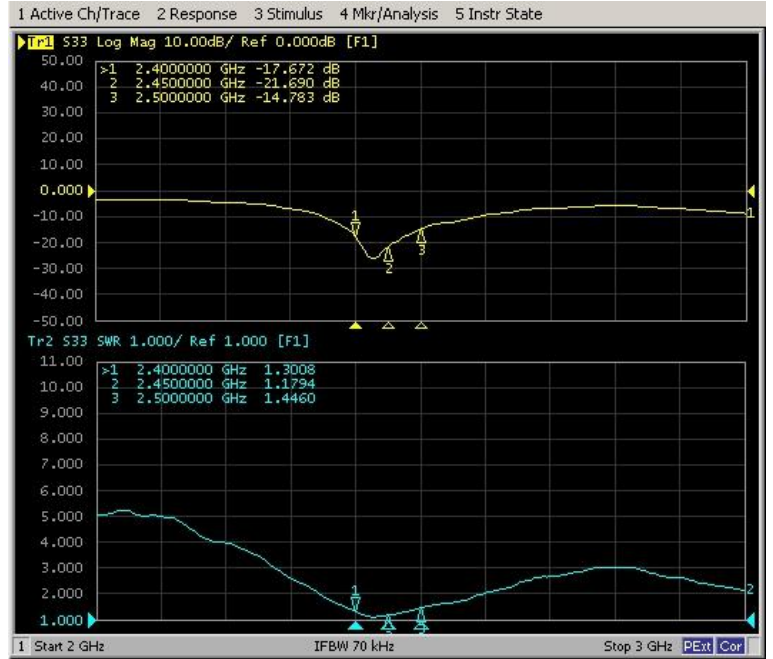 1 Active Ch/Trace 2 Response 3 Stimulus 4 Mkr/Analysis 5 Instr State
Tr1 S33 Log Mag 10.00dB/ Ref 0.000dB [F1]
50.00
>1 2.4000000 GHz -17.672 dB
2 2.4500000 GHz -21.690 dB
3 2.5000000 GHz -14.783 dB
40.00
30.00
20.00
10.00
0.000
-10.00
-20.00
-30.00
-40.00
-50.00
1
2
3
1
Tr2 S33 SWR 1.000/ Ref 1.000 [F1]
11.00
>1 2.4000000 GHz 1.3008
2 2.4500000 GHz 1.1794
3 2.5000000 GHz 1.4460
10.00
9.000
8.000
7.000
6.000
5.000
4.000
3.000
2.000
1.000
1
2
1 Start 2 GHz IFBW 70 kHz Stop 3 GHz PExt Cor